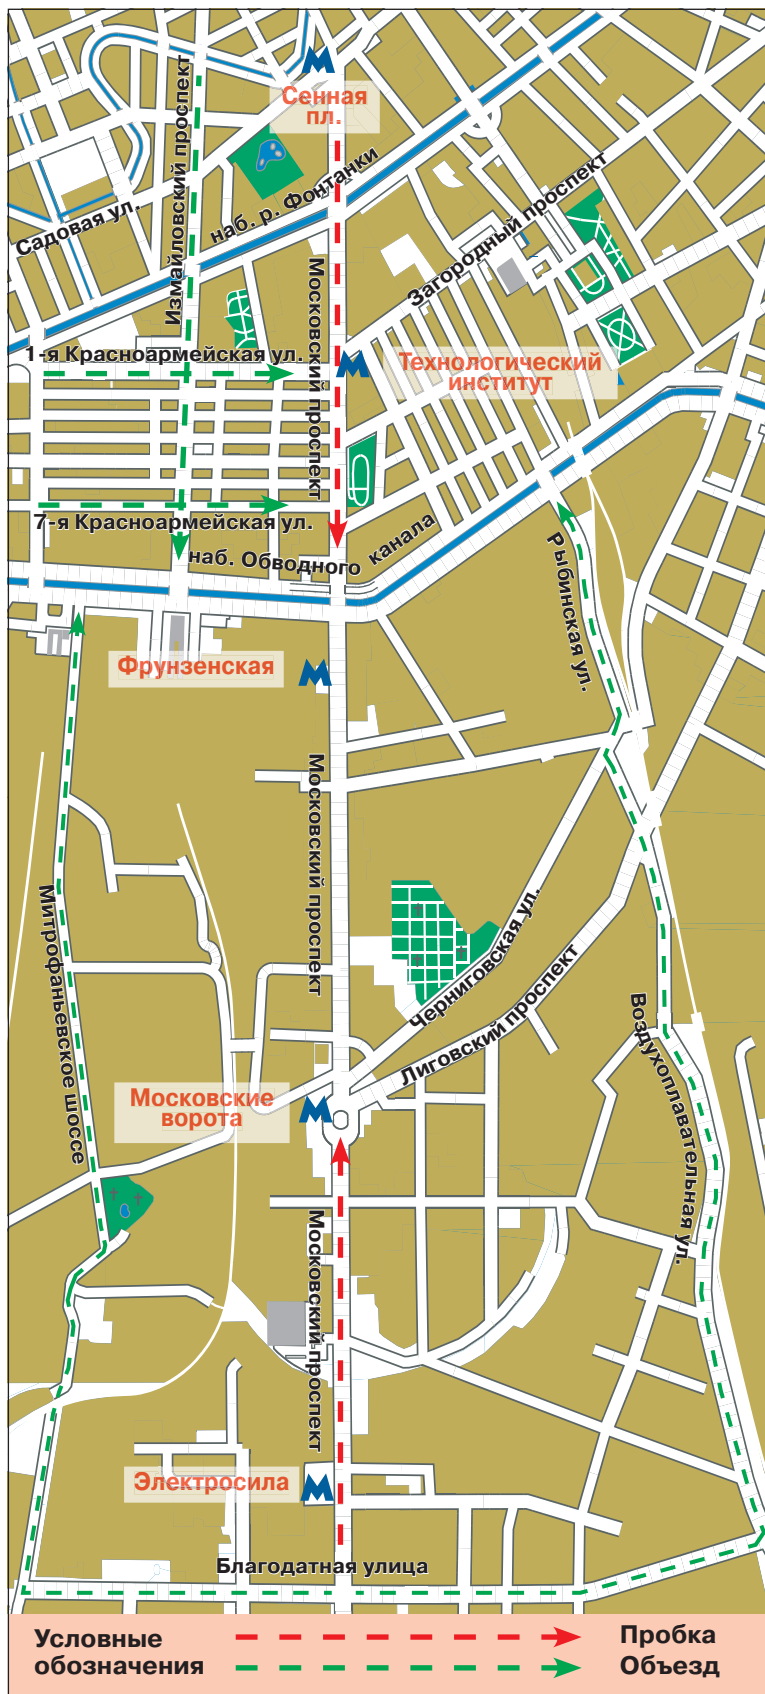 Сенная
пл.
Измайловский проспект
Садовая ул.
наб. р. Фонтанки
Загородный проспект
Московский проспект
1-я Красноармейская ул.
Технологический
институт
7-я Красноармейская ул.
наб. Обводного канала
Рыбинская ул.
Фрунзенская
Московский проспект
Митрофаньевское шоссе
Черниговская ул.
Лиговский проспект
Воздухоплавательная ул.
Московские
ворота
Московский проспект
Электросила
Благодатная улица
Условные
обозначения
Пробка
Объезд